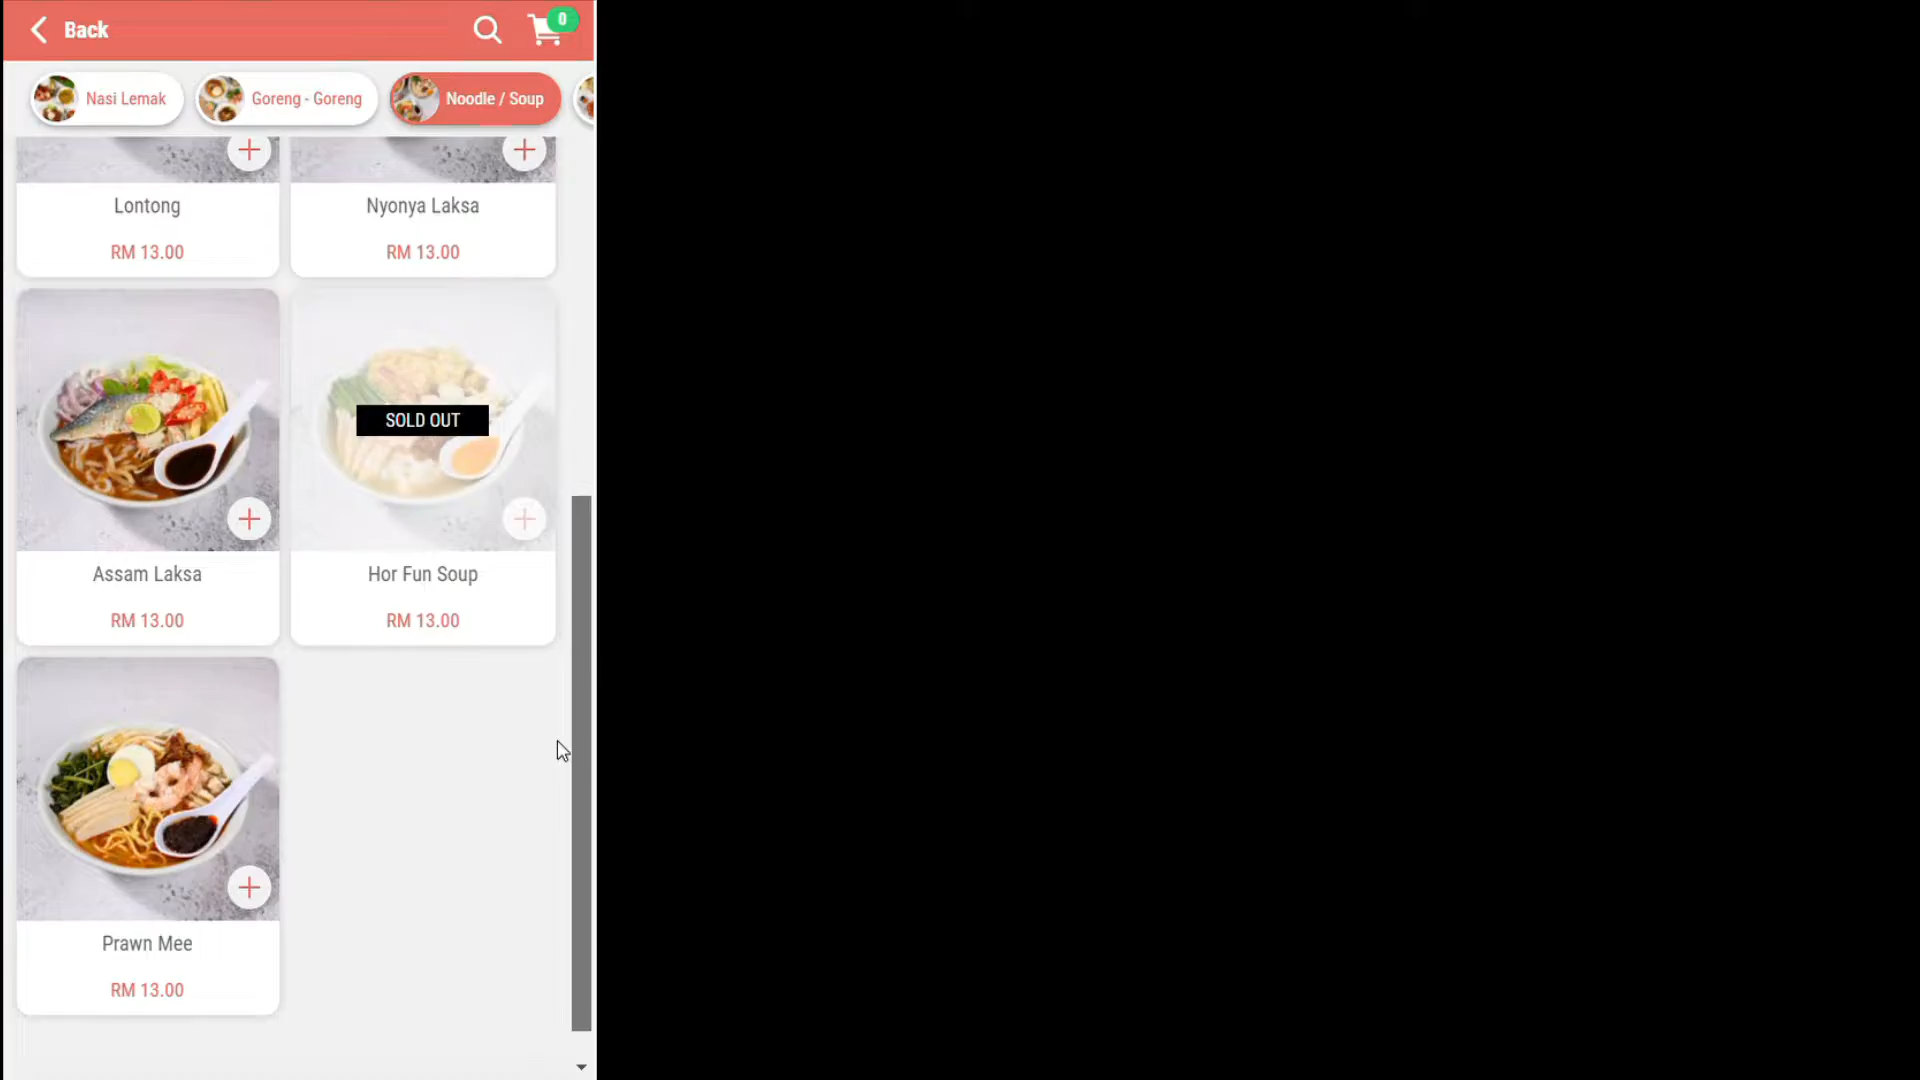 Back
0
Nasi Lemak
Goreng - Goreng
Noodle / Soup
Lontong
Nyonya Laksa
RM 13.00
RM 13.00
SOLD OUT
Assam Laksa
Hor Fun Soup
RM 13.00
RM 13.00
Prawn Mee
RM 13.00